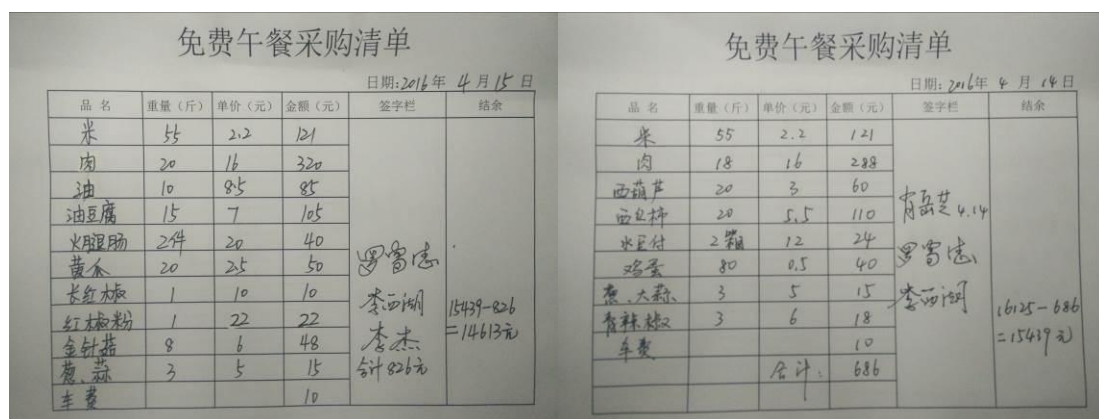 免费午餐采购清单
日期:2016年 4月15日
品名 重量（斤） 单价（元） 金额（元） 签字栏 结余
米 55 2.2 121
肉 20 16 320
油 10 8.5 85
油豆腐 15 7 105
火腿肠 2件 20 40
黄瓜 20 2.5 50
长红椒 1 10 10
红椒粉 1 22 22
金针菇 8 6 48
葱、蒜 3 5 15
车费 10
罗雷志
李西湖
李杰
合计826元
15439-826
=14613元
免费午餐采购清单
日期:2016年 4月14日
品名 重量（斤） 单价（元） 金额（元） 签字栏 结余
米 55 2.2 121
肉 18 16 288
西葫芦 20 3 60
西红柿 20 5.5 110
水豆付 2箱 12 24
鸡蛋 80 0.5 40
葱、大蒜 3 5 15
青辣椒 3 6 18
车费 10
合计: 686
4.14
罗雷志
李西湖
16125-686
=15439元